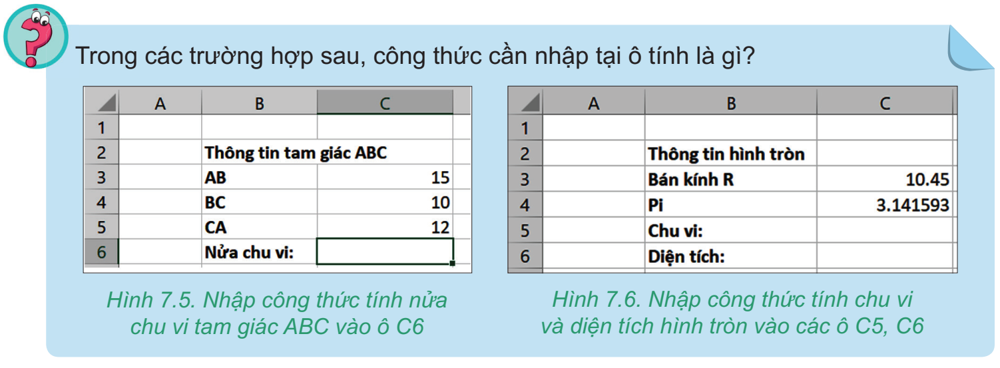 ?
Trong các trường hợp sau, công thức cần nhập tại ô tính là gì?
A B C
1
2 Thông tin tam giác ABC
3 AB 15
4 BC 10
5 CA 12
6 Nửa chu vi:
Hình 7.5. Nhập công thức tính nửa
chu vi tam giác ABC vào ô C6
A B C
1
2 Thông tin hình tròn
3 Bán kính R 10.45
4 Pi 3.141593
5 Chu vi:
6 Diện tích:
Hình 7.6. Nhập công thức tính chu vi
và diện tích hình tròn vào các ô C5, C6